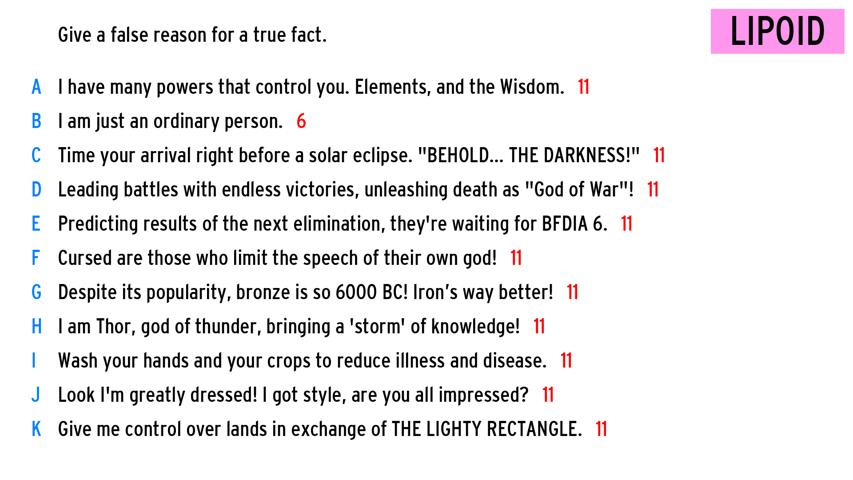 Give a false reason for a true fact.
LIPOID
A I have many powers that control you. Elements, and the Wisdom. 11
B I am just an ordinary person. 6
C Time your arrival right before a solar eclipse. "BEHOLD... THE DARKNESS!" 11
D Leading battles with endless victories, unleashing death as "God of War"! 11
E Predicting results of the next elimination, they're waiting for BFDIA 6. 11
F Cursed are those who limit the speech of their own god! 11
G Despite its popularity, bronze is so 6000 BC! Iron’s way better! 11
H I am Thor, god of thunder, bringing a 'storm' of knowledge! 11
I Wash your hands and your crops to reduce illness and disease. 11
J Look I'm greatly dressed! I got style, are you all impressed? 11
K Give me control over lands in exchange of THE LIGHTY RECTANGLE. 11